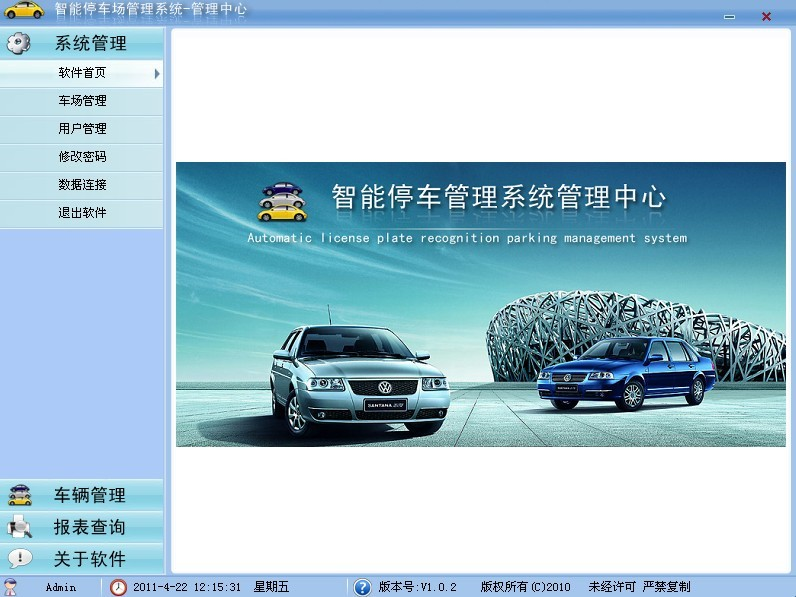 智能停车场管理系统-管理中心
系统管理
软件首页
车场管理
用户管理
修改密码
数据连接
退出软件
智能停车管理系统管理中心
Automatic license plate recognition parking management system
SANTANA
车辆管理
报表查询
关于软件
Admin
2011-4-22 12:15:31 星期五
版本号:V1.0.2
版权所有(C)2010
未经许可 严禁复制